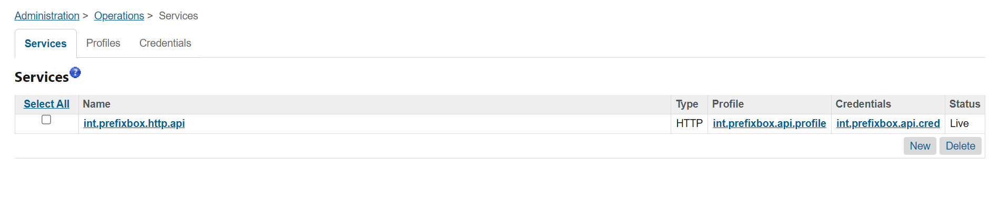 Administration > Operations > Services
Services Profiles Credentials
Services ?
Select All Name Type Profile Credentials Status
int.prefixbox.http.api HTTP int.prefixbox.api.profile int.prefixbox.api.cred Live
New Delete